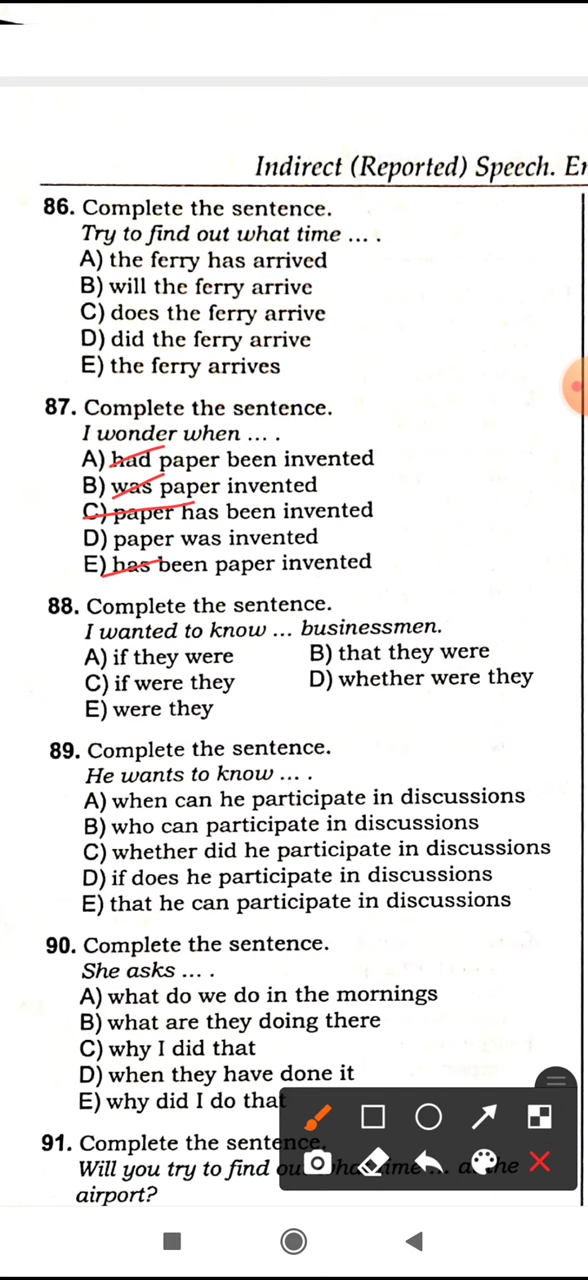 Indirect (Reported) Speech. Er
86. Complete the sentence.
Try to find out what time ... .
A) the ferry has arrived
B) will the ferry arrive
C) does the ferry arrive
D) did the ferry arrive
E) the ferry arrives
87. Complete the sentence.
I wonder when ... .
A) had paper been invented
B) was paper invented
C) paper has been invented
D) paper was invented
E) has been paper invented
88. Complete the sentence.
I wanted to know ... businessmen.
A) if they were B) that they were
C) if were they D) whether were they
E) were they
89. Complete the sentence.
He wants to know ... .
A) when can he participate in discussions
B) who can participate in discussions
C) whether did he participate in discussions
D) if does he participate in discussions
E) that he can participate in discussions
90. Complete the sentence.
She asks ... .
A) what do we do in the mornings
B) what are they doing there
C) why I did that
D) when they have done it
E) why did I do that
91. Complete the sentence.
Will you try to find out what time ... at the
airport?